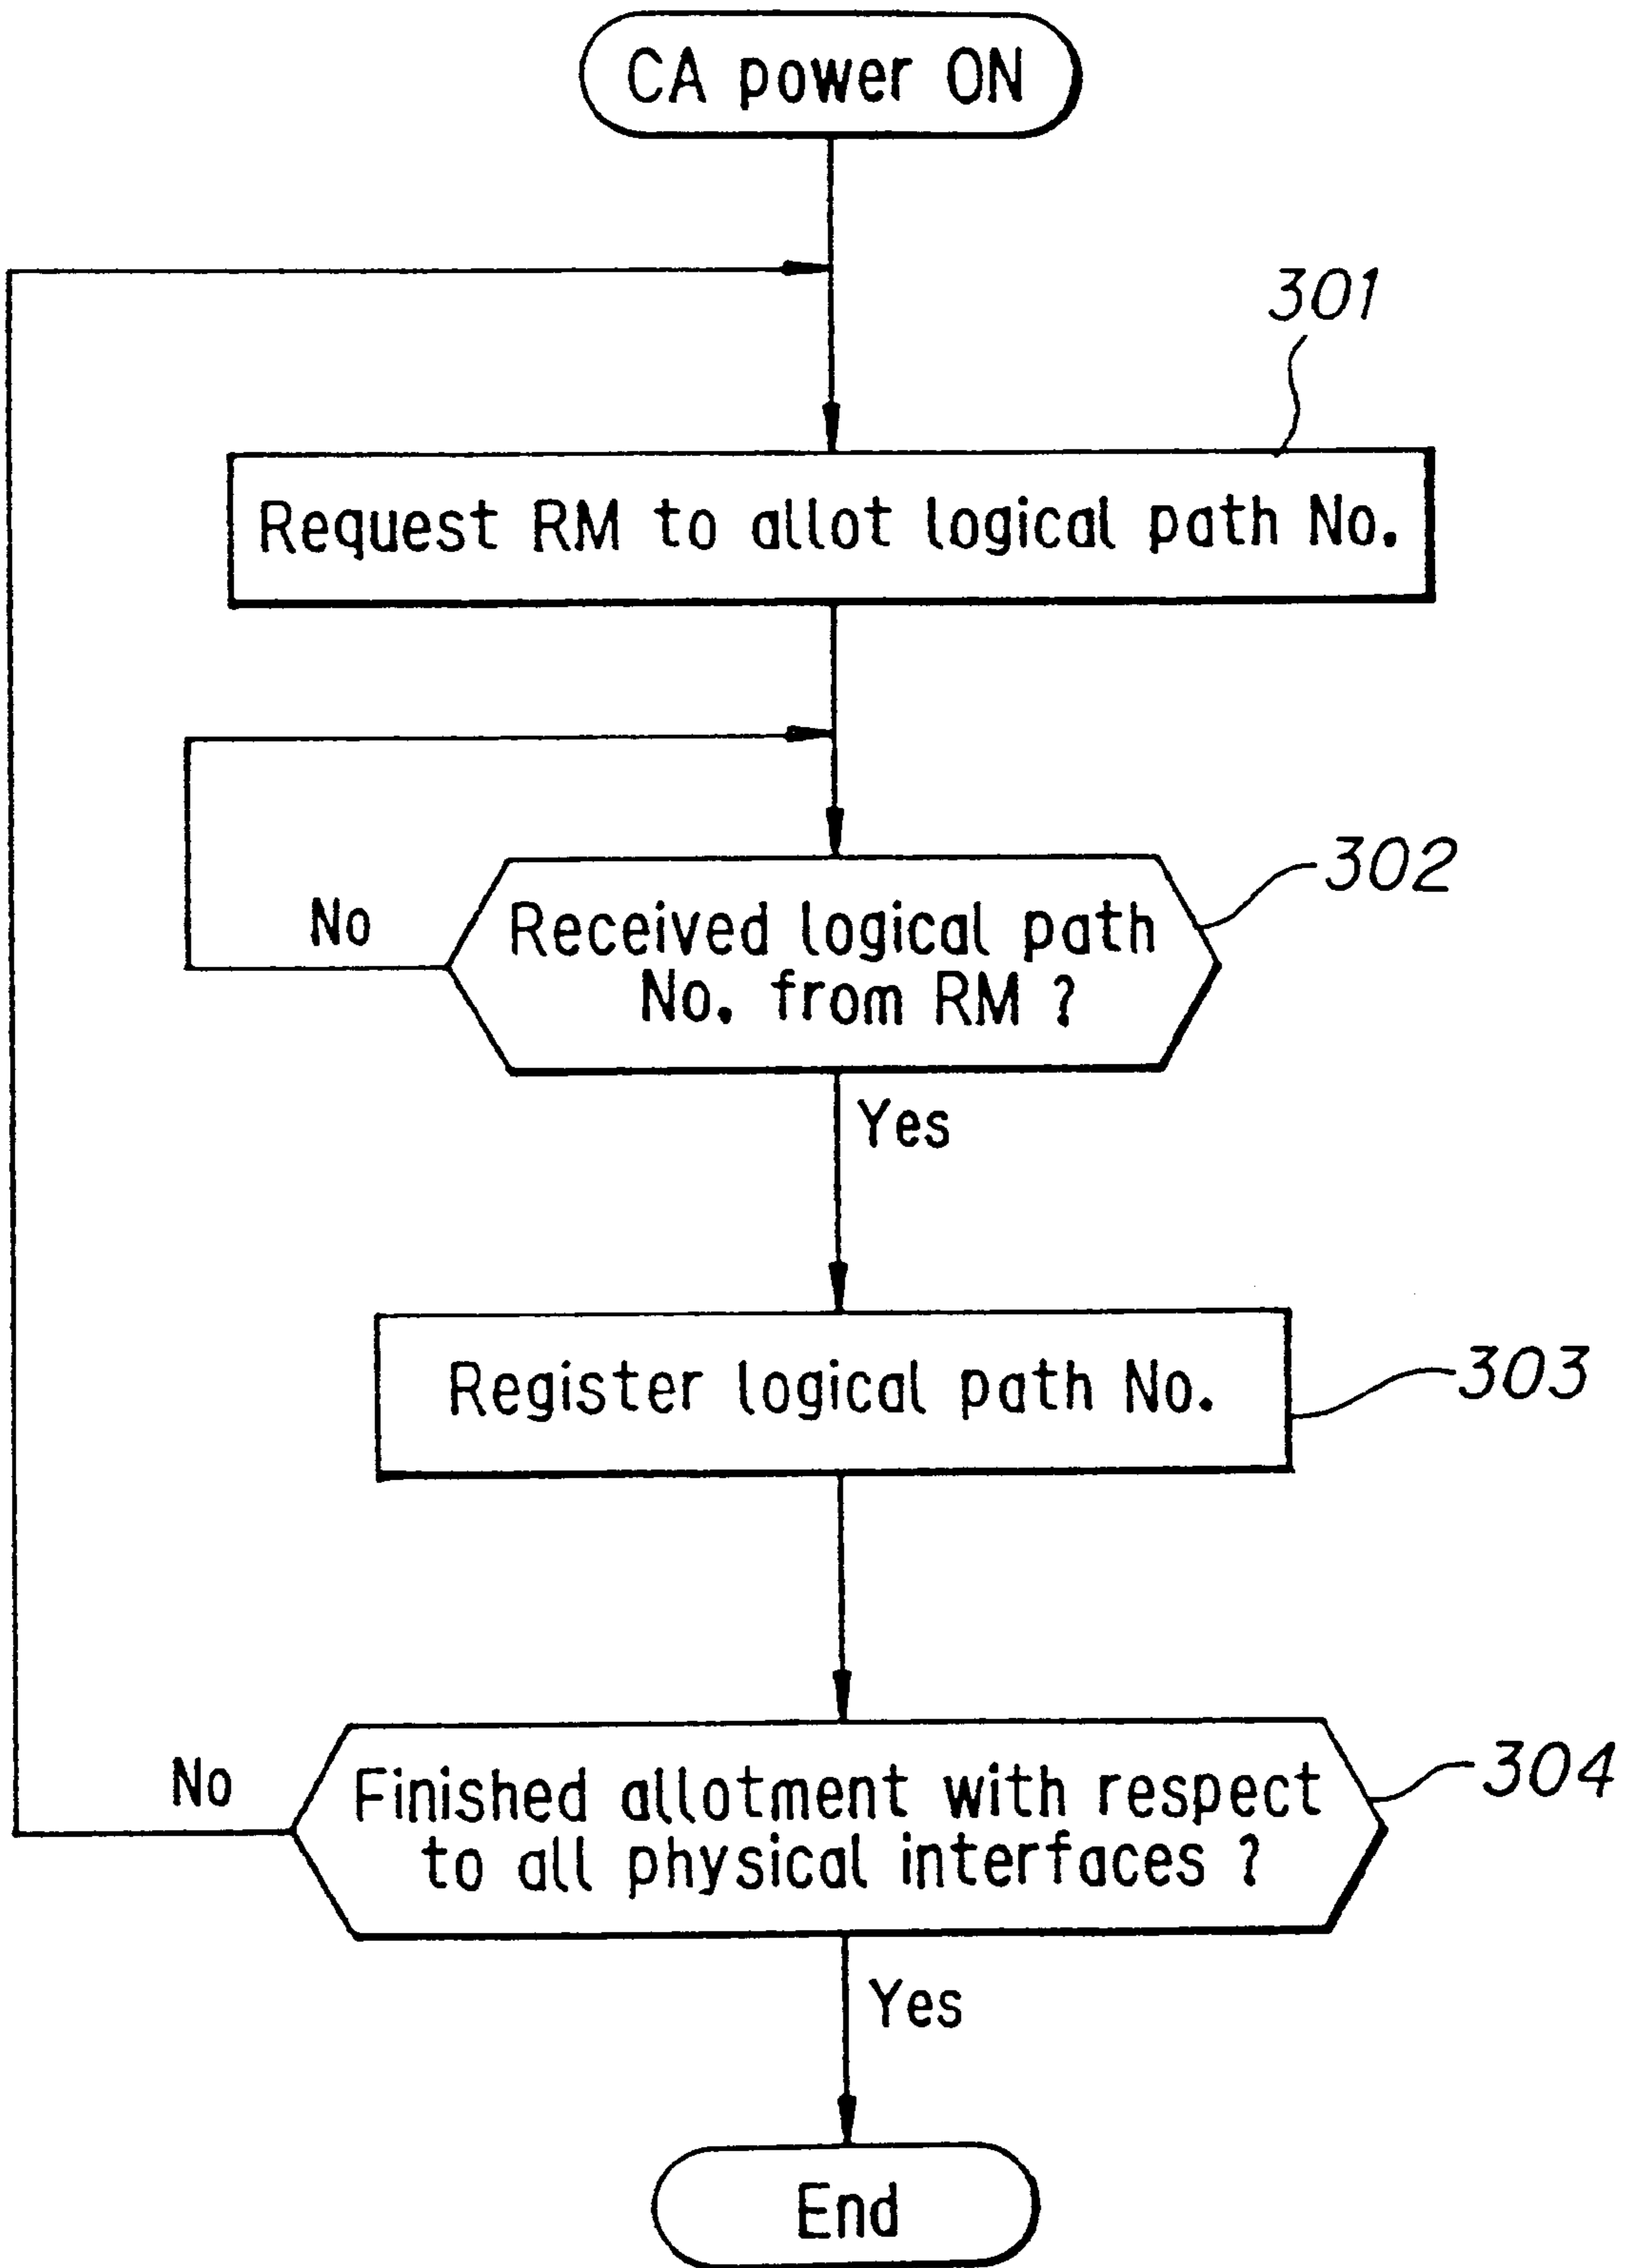 CA power ON
301
Request RM to allot logical path No.
302
No
Received logical path
No. from RM ?
Yes
303
Register logical path No.
304
No
Finished allotment with respect
to all physical interfaces ?
Yes
End